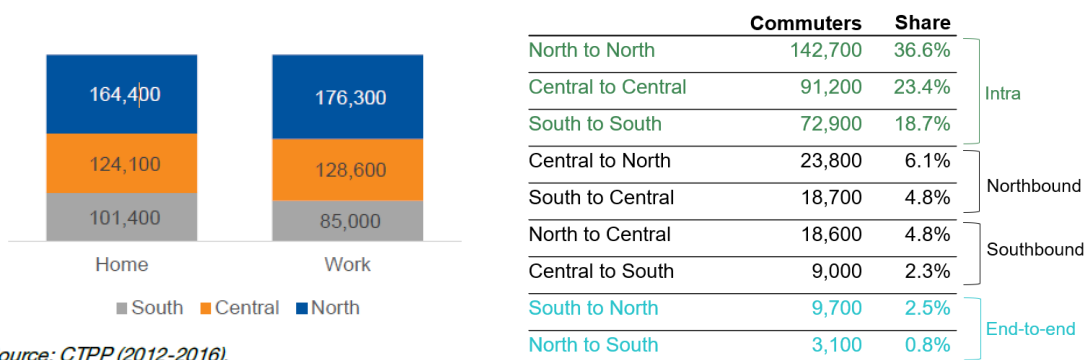 164,400
176,300
124,100
128,600
101,400
85,000
Home Work
South Central North
ource: CTPP (2012-2016).
Commuters Share
North to North 142,700 36.6%
Central to Central 91,200 23.4%
South to South 72,900 18.7%
Intra
Central to North 23,800 6.1%
South to Central 18,700 4.8%
Northbound
North to Central 18,600 4.8%
Central to South 9,000 2.3%
Southbound
South to North 9,700 2.5%
North to South 3,100 0.8%
End-to-end